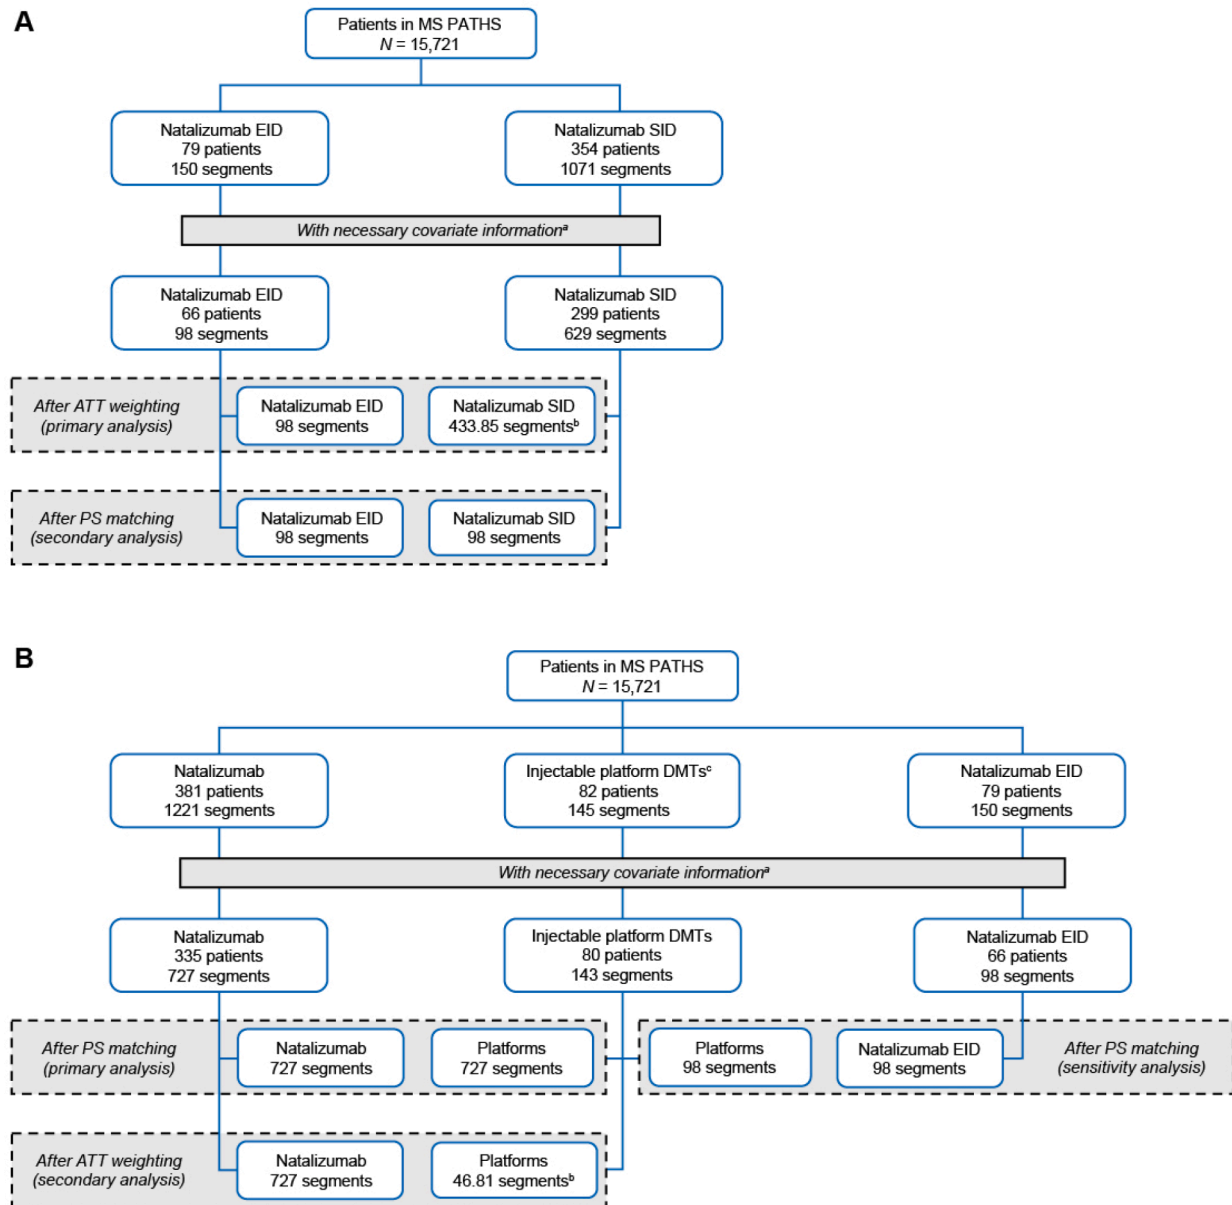 A
Patients in MS PATHS
N = 15,721
Natalizumab EID
79 patients
150 segments
Natalizumab SID
354 patients
1071 segments
With necessary covariate informationᵃ
Natalizumab EID
66 patients
98 segments
Natalizumab SID
299 patients
629 segments
After ATT weighting
(primary analysis)
Natalizumab EID
98 segments
Natalizumab SID
433.85 segmentsᵇ
After PS matching
(secondary analysis)
Natalizumab EID
98 segments
Natalizumab SID
98 segments
B
Patients in MS PATHS
N = 15,721
Natalizumab
381 patients
1221 segments
Injectable platform DMTsᶜ
82 patients
145 segments
Natalizumab EID
79 patients
150 segments
With necessary covariate informationᵃ
Natalizumab
335 patients
727 segments
Injectable platform DMTs
80 patients
143 segments
Natalizumab EID
66 patients
98 segments
After PS matching
(primary analysis)
Natalizumab
727 segments
Platforms
727 segments
Platforms
98 segments
Natalizumab EID
98 segments
After PS matching
(sensitivity analysis)
After ATT weighting
(secondary analysis)
Natalizumab
727 segments
Platforms
46.81 segmentsᵇ